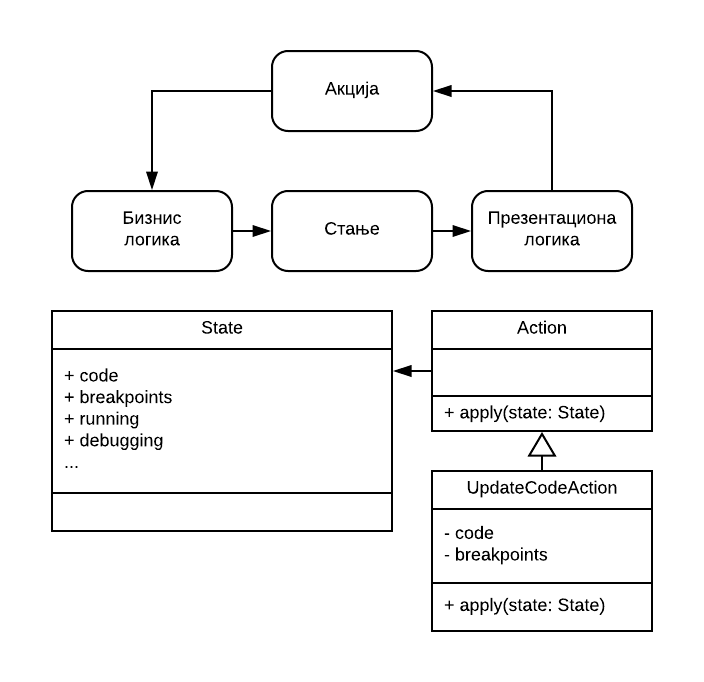 Акција
Бизнис
логика
Стање
Презентациона
логика
State
+ code
+ breakpoints
+ running
+ debugging
...
Action
+ apply(state: State)
UpdateCodeAction
- code
- breakpoints
+ apply(state: State)